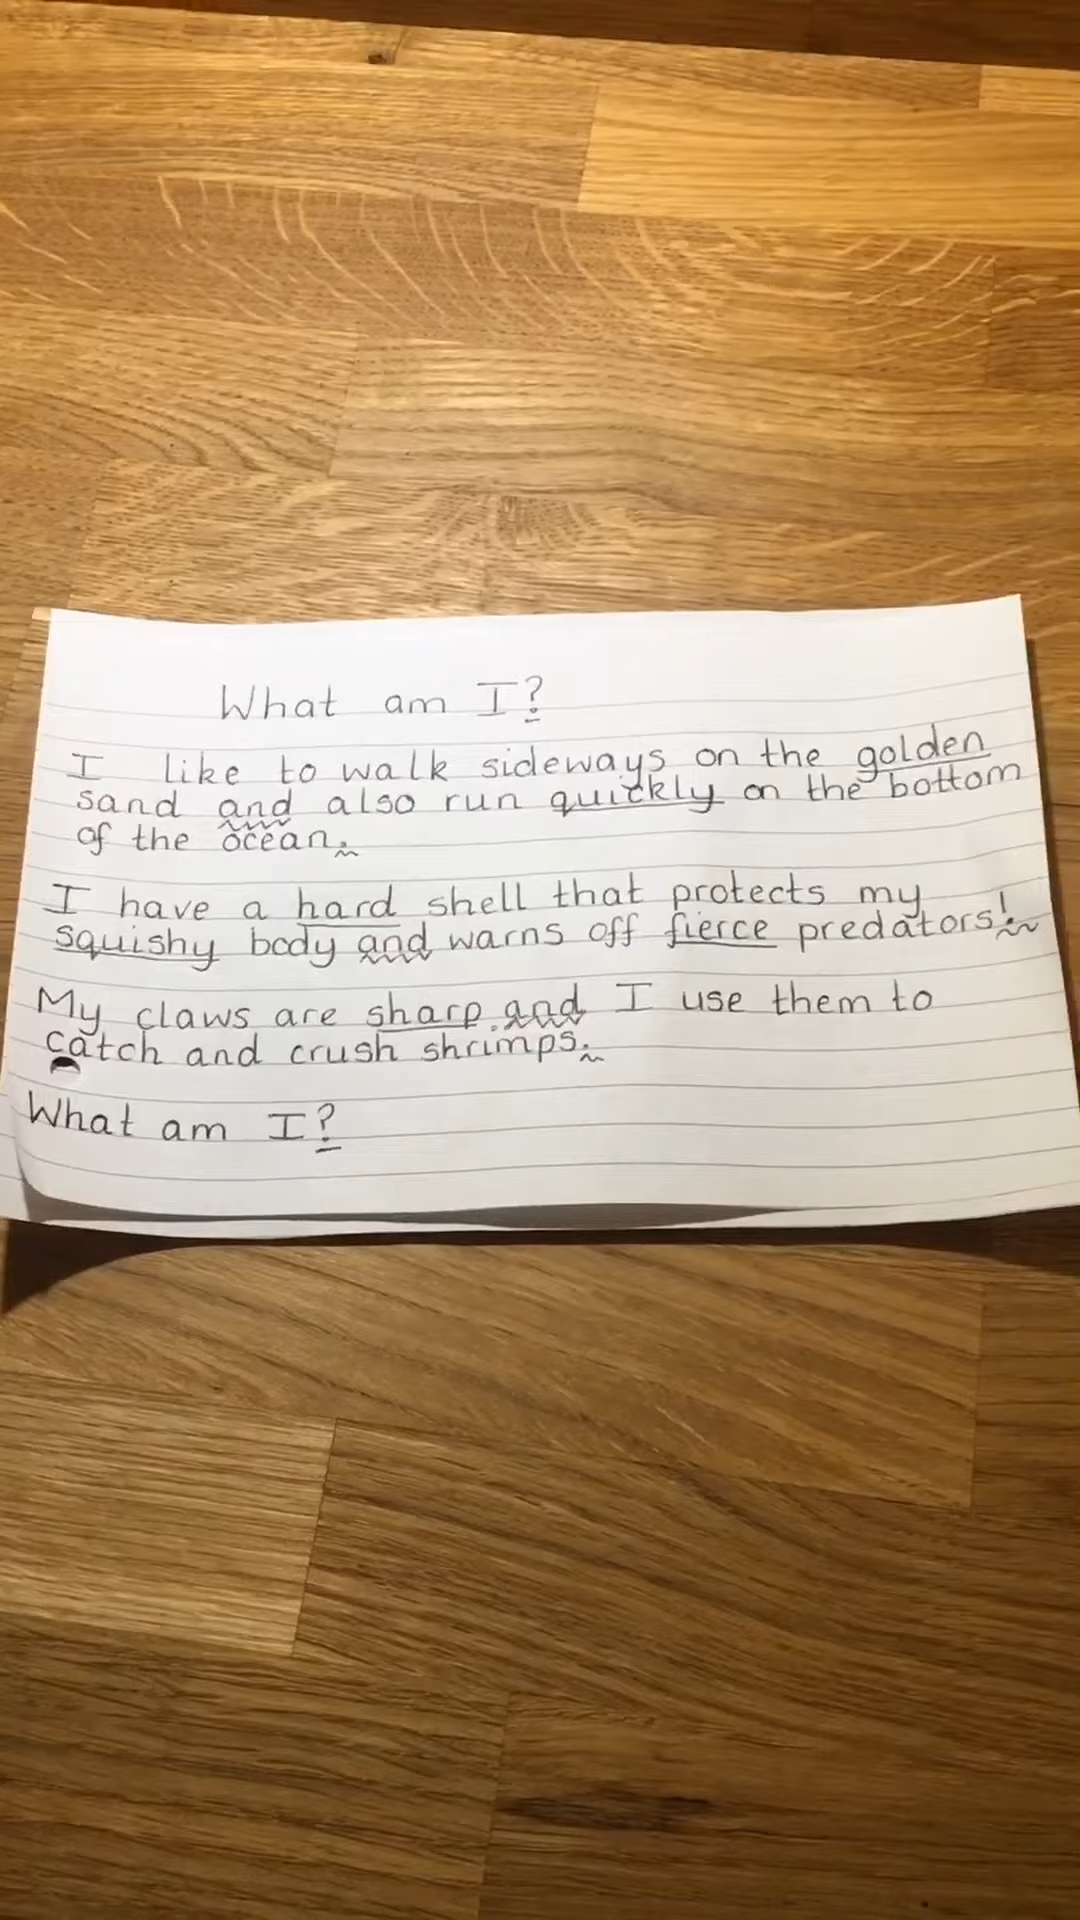 What am I?
I like to walk sideways on the golden
sand and also run quickly on the bottom
of the ocean.
I have a hard shell that protects my
squishy body and warns off fierce predators!
My claws are sharp and I use them to
catch and crush shrimps.
What am I?